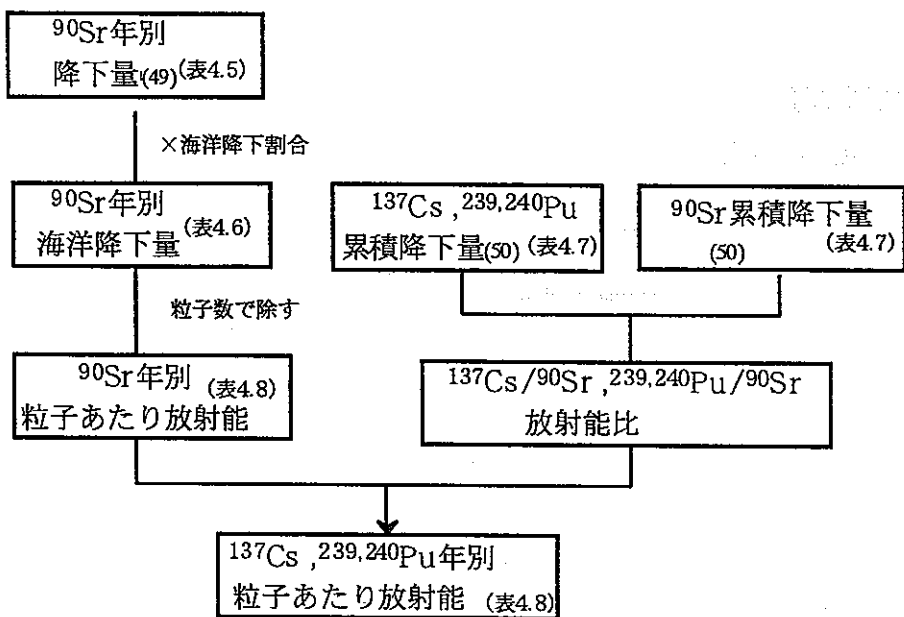 90Sr年別
降下量(49)(表4.5)
×海洋降下割合
90Sr年別
海洋降下量(表4.6)
137Cs ,239,240Pu
累積降下量(50)(表4.7)
90Sr累積降下量
(50) (表4.7)
粒子数で除す
90Sr年別 (表4.8)
粒子あたり放射能
137Cs/90Sr ,239,240Pu/90Sr
放射能比
137Cs ,239,240Pu年別
粒子あたり放射能 (表4.8)